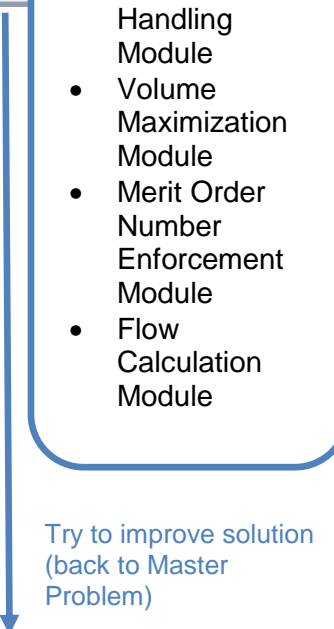 Handling
Module
• Volume
Maximization
Module
• Merit Order
Number
Enforcement
Module
• Flow
Calculation
Module
Try to improve solution
(back to Master
Problem)